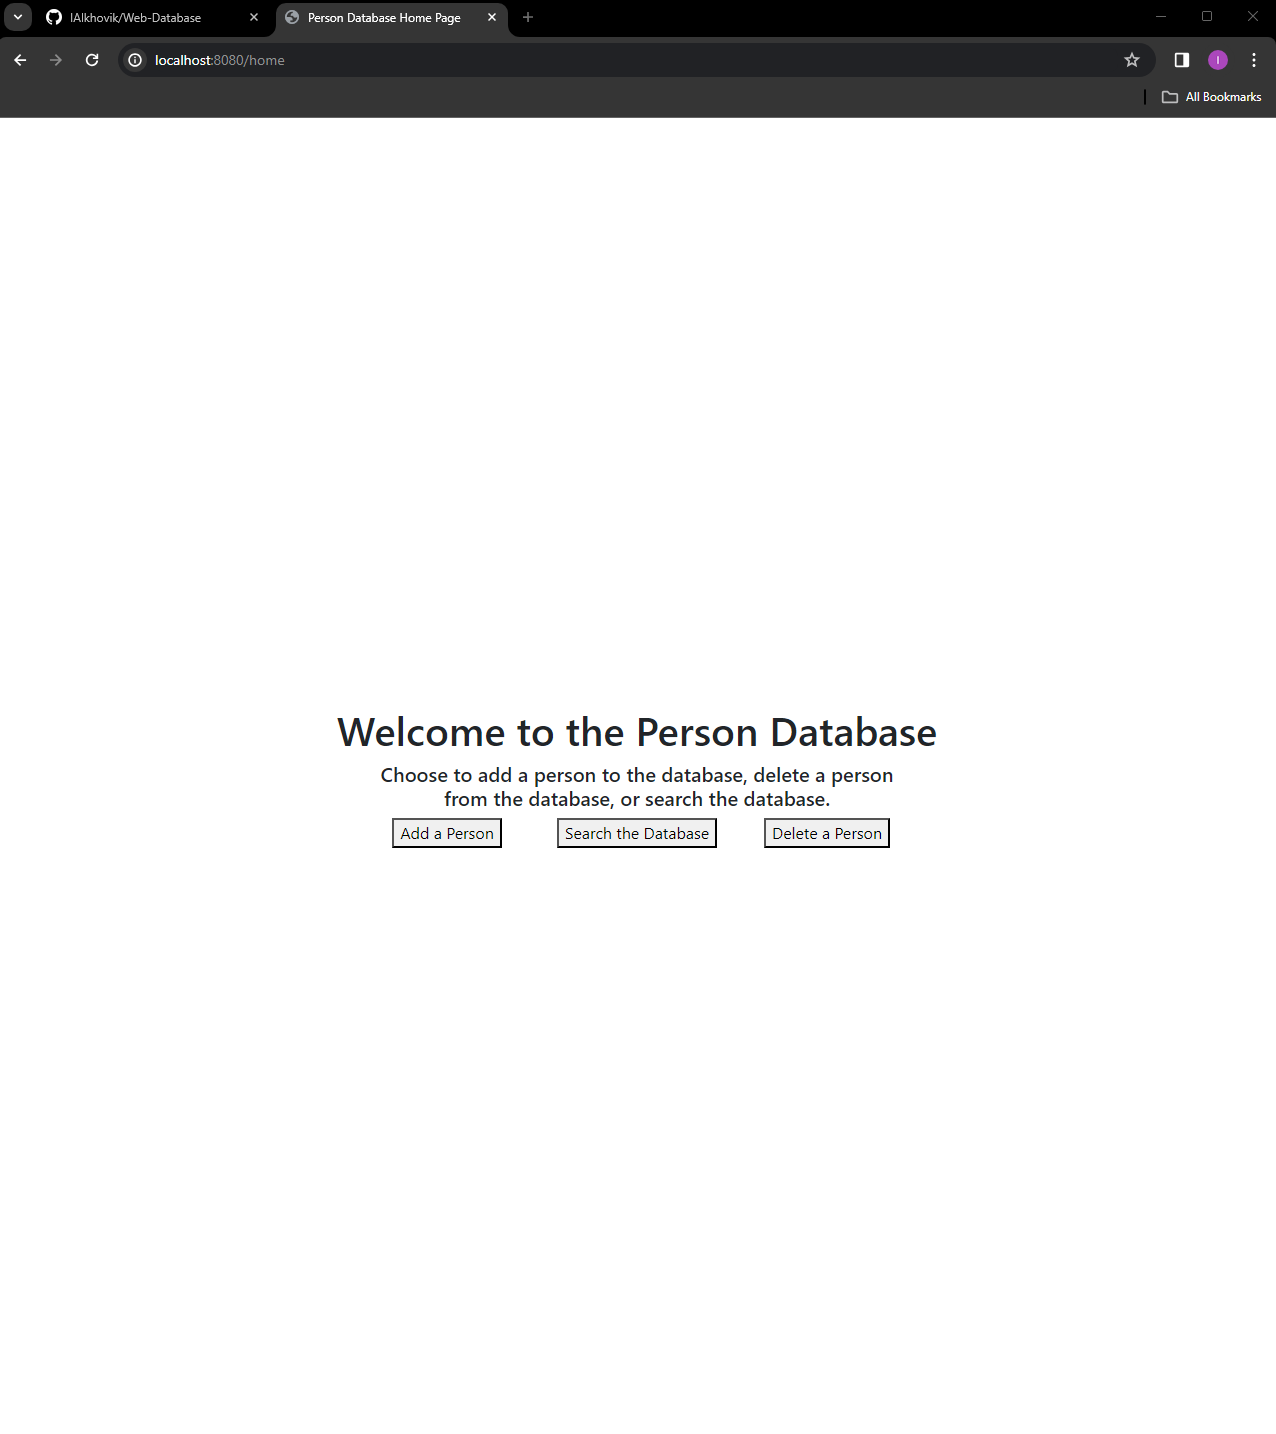 IAlkhovik/Web-Database
Person Database Home Page
localhost:8080/home
I
All Bookmarks
Welcome to the Person Database
Choose to add a person to the database, delete a person
from the database, or search the database.
Add a Person
Search the Database
Delete a Person